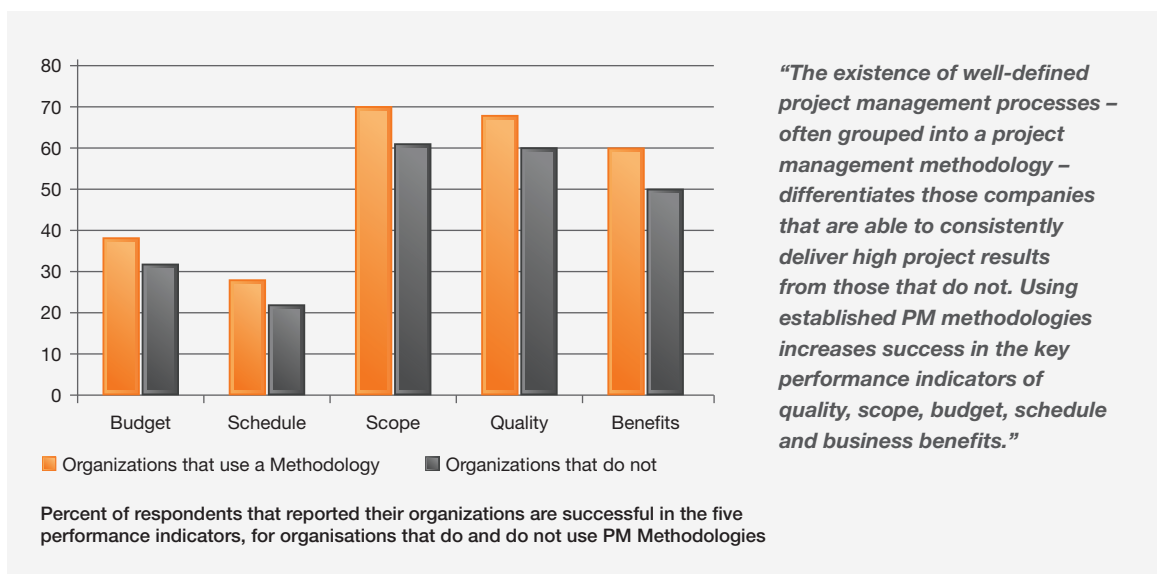 80
70
60
50
40
30
20
10
0
Budget
Schedule
Scope
Quality
Benefits
Organizations that use a Methodology
Organizations that do not
Percent of respondents that reported their organizations are successful in the five
performance indicators, for organisations that do and do not use PM Methodologies
“The existence of well-defined
project management processes –
often grouped into a project
management methodology –
differentiates those companies
that are able to consistently
deliver high project results
from those that do not. Using
established PM methodologies
increases success in the key
performance indicators of
quality, scope, budget, schedule
and business benefits.”